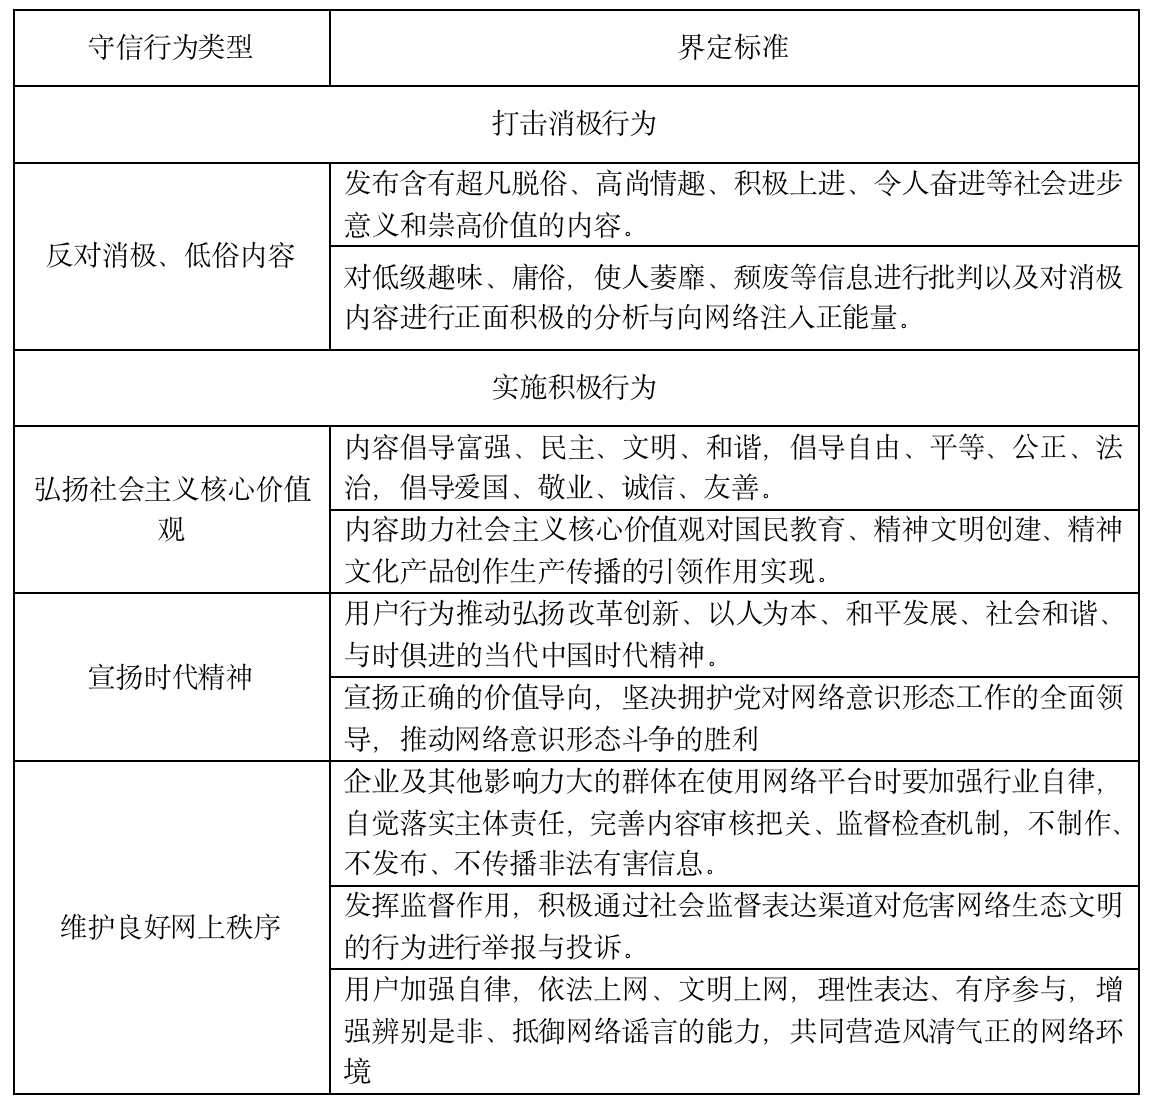 守信行为类型
界定标准
打击消极行为
反对消极、低俗内容
发布含有超凡脱俗、高尚情趣、积极上进、令人奋进等社会进步
意义和崇高价值的内容。
对低级趣味、庸俗，使人萎靡、颓废等信息进行批判以及对消极
内容进行正面积极的分析与向网络注入正能量。
实施积极行为
弘扬社会主义核心价值
观
内容倡导富强、民主、文明、和谐，倡导自由、平等、公正、法
治，倡导爱国、敬业、诚信、友善。
内容助力社会主义核心价值观对国民教育、精神文明创建、精神
文化产品创作生产传播的引领作用实现。
宣扬时代精神
用户行为推动弘扬改革创新、以人为本、和平发展、社会和谐、
与时俱进的当代中国时代精神。
宣扬正确的价值导向，坚决拥护党对网络意识形态工作的全面领
导，推动网络意识形态斗争的胜利
维护良好网上秩序
企业及其他影响力大的群体在使用网络平台时要加强行业自律，
自觉落实主体责任，完善内容审核把关、监督检查机制，不制作、
不发布、不传播非法有害信息。
发挥监督作用，积极通过社会监督表达渠道对危害网络生态文明
的行为进行举报与投诉。
用户加强自律，依法上网、文明上网，理性表达、有序参与，增
强辨别是非、抵御网络谣言的能力，共同营造风清气正的网络环
境